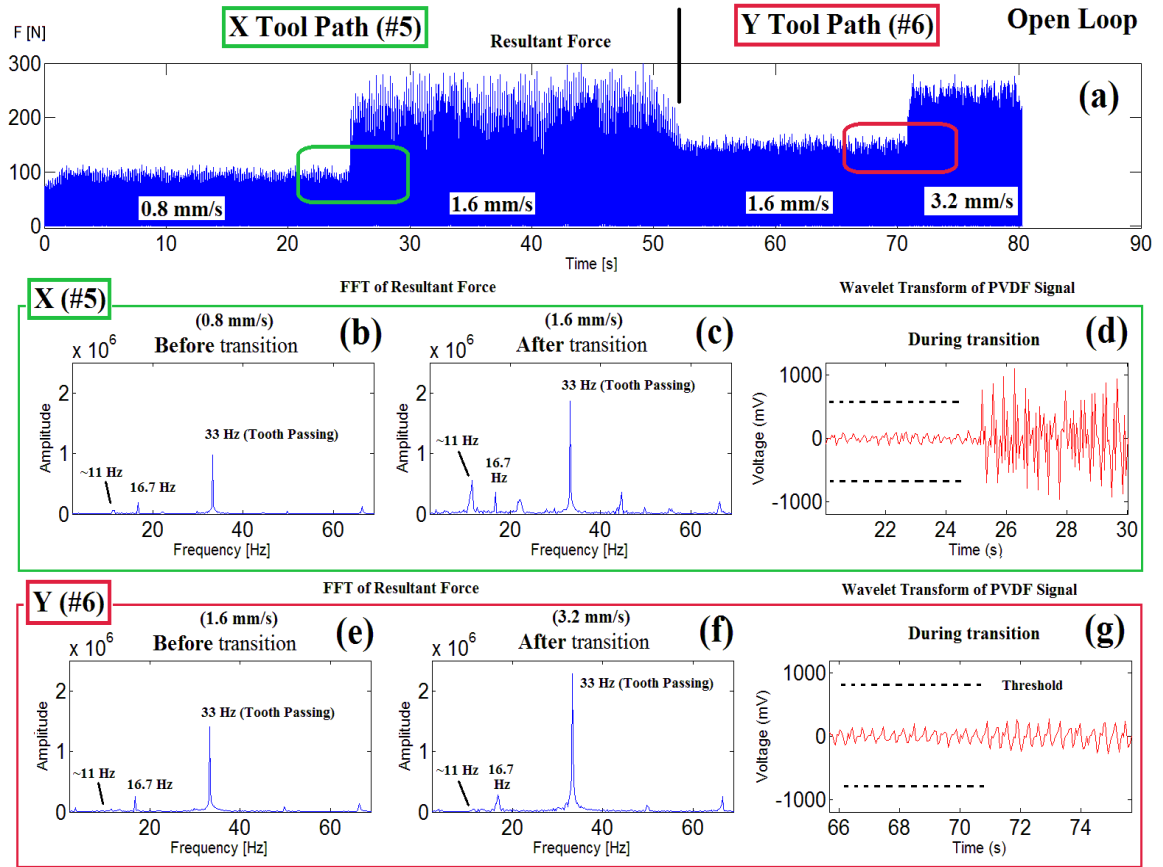 X Tool Path (#5)
Y Tool Path (#6)
Open Loop
F [N]
Resultant Force
300
200
100
0
(a)
0.8 mm/s
1.6 mm/s
1.6 mm/s
3.2 mm/s
0 10 20 30 40 50 60 70 80 90
Time [s]
X (#5)
FFT of Resultant Force
Wavelet Transform of PVDF Signal
(0.8 mm/s)
Before transition
(b)
x 10^6
2
1
0
Amplitude
33 Hz (Tooth Passing)
~11 Hz
16.7 Hz
20 40 60
Frequency [Hz]
(1.6 mm/s)
After transition
(c)
x 10^6
2
1
0
Amplitude
33 Hz (Tooth Passing)
~11 Hz
16.7
Hz
20 40 60
Frequency [Hz]
(d)
During transition
1000
0
-1000
Voltage (mV)
22 24 26 28 30
Time (s)
Y (#6)
FFT of Resultant Force
Wavelet Transform of PVDF Signal
(1.6 mm/s)
Before transition
(e)
x 10^6
2
1
0
Amplitude
33 Hz (Tooth Passing)
~11 Hz
16.7 Hz
20 40 60
Frequency [Hz]
(3.2 mm/s)
After transition
(f)
x 10^6
2
1
0
Amplitude
33 Hz (Tooth Passing)
~11 Hz
16.7
Hz
20 40 60
Frequency [Hz]
(g)
During transition
Threshold
1000
0
-1000
Voltage (mV)
66 68 70 72 74
Time (s)